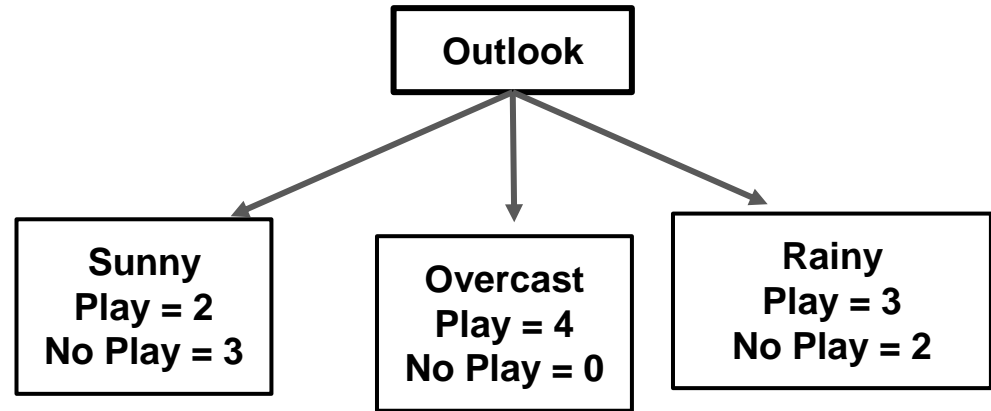 Outlook
Sunny
Play = 2
No Play = 3
Overcast
Play = 4
No Play = 0
Rainy
Play = 3
No Play = 2